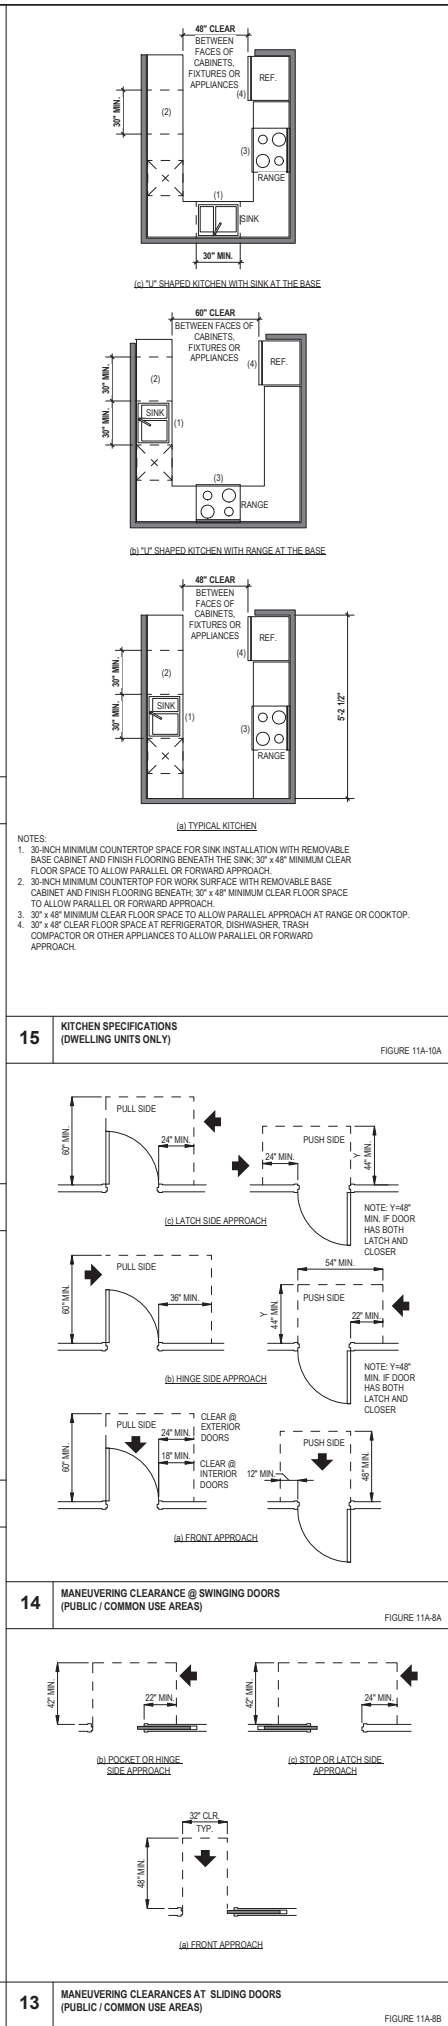 48" CLEAR
BETWEEN
FACES OF
CABINETS,
FIXTURES OR
APPLIANCES
REF.
(4)
30" MIN.
(2)
(3)
RANGE
(1)
SINK
30" MIN.
(c) "U" SHAPED KITCHEN WITH SINK AT THE BASE
60" CLEAR
BETWEEN FACES OF
CABINETS,
FIXTURES OR
APPLIANCES
(4)
REF.
30" MIN.
(2)
30" MIN.
SINK
(1)
(3)
RANGE
(b) "U" SHAPED KITCHEN WITH RANGE AT THE BASE
48" CLEAR
BETWEEN
FACES OF
CABINETS,
FIXTURES OR
APPLIANCES
REF.
(4)
30" MIN.
(2)
30" MIN.
SINK
(1)
(3)
RANGE
5'-2 1/2"
(a) TYPICAL KITCHEN
NOTES:
1. 30-INCH MINIMUM COUNTERTOP SPACE FOR SINK INSTALLATION WITH REMOVABLE
BASE CABINET AND FINISH FLOORING BENEATH THE SINK; 30" x 48" MINIMUM CLEAR
FLOOR SPACE TO ALLOW PARALLEL OR FORWARD APPROACH.
2. 30-INCH MINIMUM COUNTERTOP FOR WORK SURFACE WITH REMOVABLE BASE
CABINET AND FINISH FLOORING BENEATH; 30" x 48" MINIMUM CLEAR FLOOR SPACE
TO ALLOW PARALLEL OR FORWARD APPROACH.
3. 30" x 48" MINIMUM CLEAR FLOOR SPACE TO ALLOW PARALLEL APPROACH AT RANGE OR COOKTOP.
4. 30" x 48" CLEAR FLOOR SPACE AT REFRIGERATOR, DISHWASHER, TRASH
COMPACTOR OR OTHER APPLIANCES TO ALLOW PARALLEL OR FORWARD
APPROACH.
15
KITCHEN SPECIFICATIONS
(DWELLING UNITS ONLY)
FIGURE 11A-10A
60" MIN.
PULL SIDE
24" MIN.
PUSH SIDE
24" MIN.
Y
44" MIN.
(c) LATCH SIDE APPROACH
NOTE: Y=48"
MIN. IF DOOR
HAS BOTH
LATCH AND
CLOSER
60" MIN.
PULL SIDE
36" MIN.
54" MIN.
PUSH SIDE
Y
44" MIN.
22" MIN.
(b) HINGE SIDE APPROACH
NOTE: Y=48"
MIN. IF DOOR
HAS BOTH
LATCH AND
CLOSER
60" MIN.
PULL SIDE
24" MIN.
CLEAR @
EXTERIOR
DOORS
18" MIN.
CLEAR @
INTERIOR
DOORS
PUSH SIDE
12" MIN.
48" MIN.
(a) FRONT APPROACH
14
MANEUVERING CLEARANCE @ SWINGING DOORS
(PUBLIC / COMMON USE AREAS)
FIGURE 11A-8A
42" MIN.
22" MIN.
(b) POCKET OR HINGE
SIDE APPROACH
42" MIN.
24" MIN.
(c) STOP OR LATCH SIDE
APPROACH
32" CLR.
TYP.
48" MIN.
(a) FRONT APPROACH
13
MANEUVERING CLEARANCES AT SLIDING DOORS
(PUBLIC / COMMON USE AREAS)
FIGURE 11A-8B